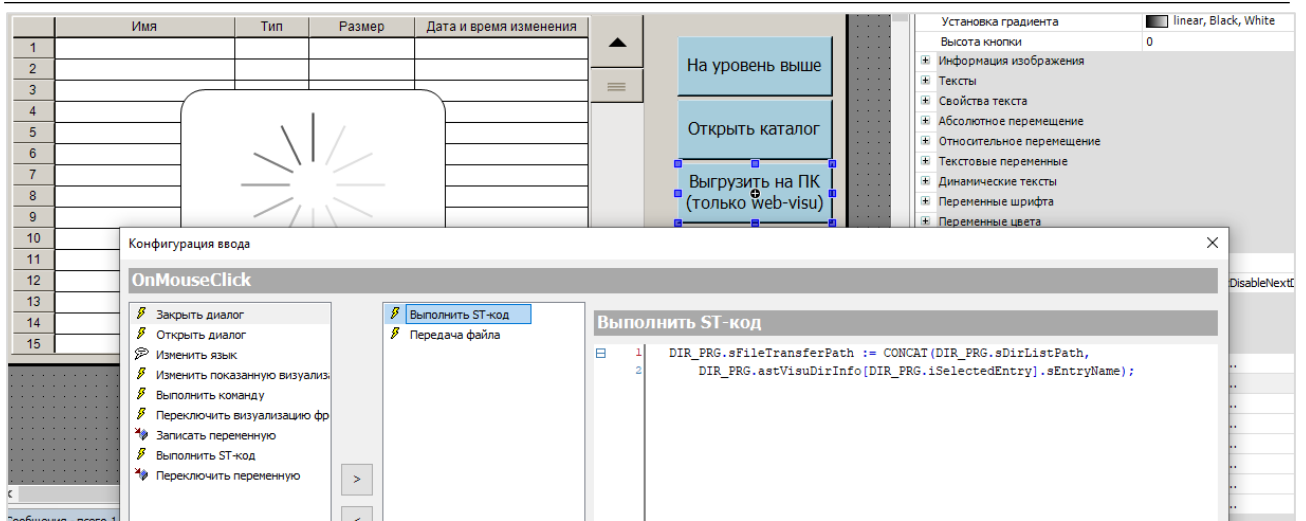 Имя Тип Размер Дата и время изменения
1
2
3
4
5
6
7
8
9
10
11
12
13
14
15
На уровень выше
Открыть каталог
Выгрузить на ПК
(только web-visu)
Установка градиента linear, Black, White
Высота кнопки 0
Информация изображения
Тексты
Свойства текста
Абсолютное перемещение
Относительное перемещение
Текстовые переменные
Динамические тексты
Переменные шрифта
Переменные цвета
DisableNextD
Конфигурация ввода
OnMouseClick
Закрыть диалог
Открыть диалог
Изменить язык
Изменить показанную визуализ
Выполнить команду
Переключить визуализацию фр
Записать переменную
Выполнить ST-код
Переключить переменную
>
<
Выполнить ST-код
Передача файла
Выполнить ST-код
1 DIR_PRG.sFileTransferPath := CONCAT(DIR_PRG.sDirListPath,
2 DIR_PRG.astVisuDirInfo[DIR_PRG.iSelectedEntry].sEntryName);